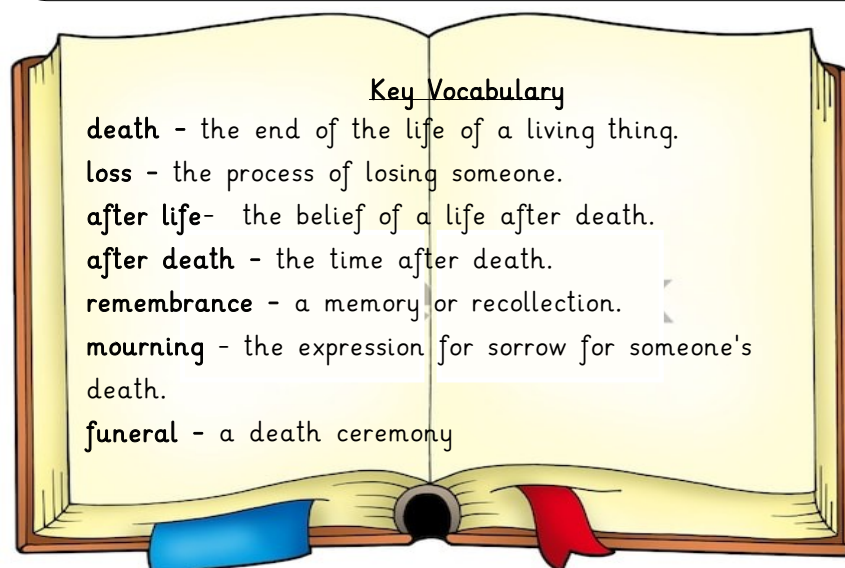 Key Vocabulary
death - the end of the life of a living thing.
loss - the process of losing someone.
after life-  the belief of a life after death.
after death - the time after death.
remembrance - a memory or recollection.
mourning - the expression for sorrow for someone's
death.
funeral - a death ceremony